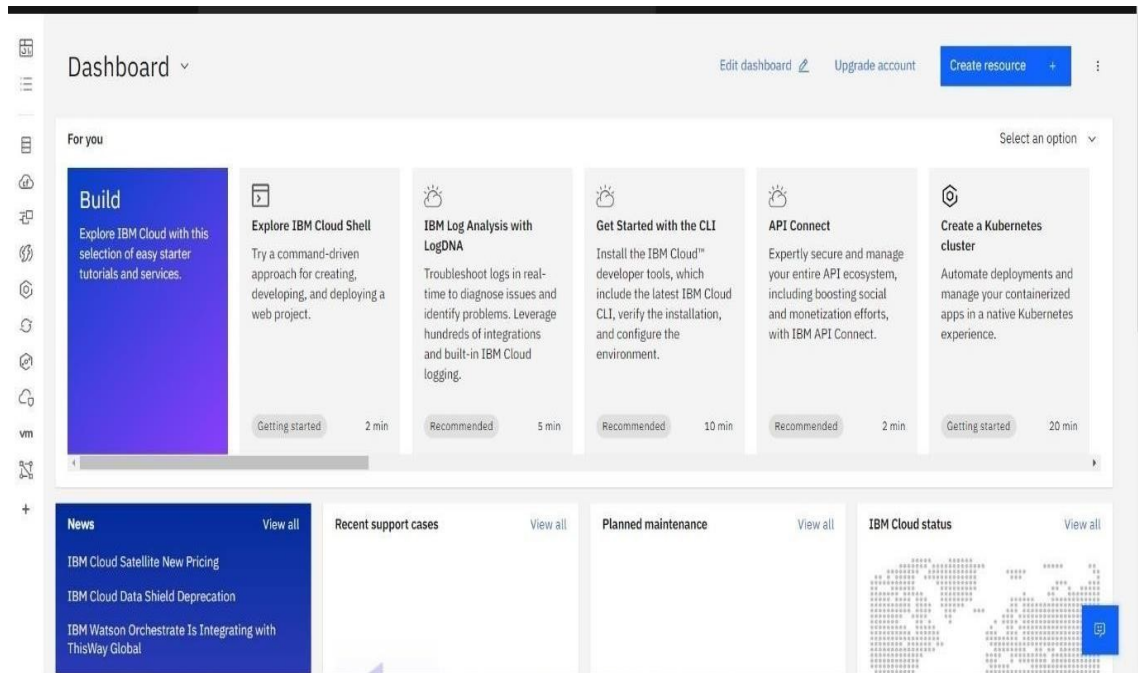 Dashboard
Edit dashboard
Upgrade account
Create resource +
For you
Select an option
Build
Explore IBM Cloud with this
selection of easy starter
tutorials and services.
Explore IBM Cloud Shell
Try a command-driven
approach for creating,
developing, and deploying a
web project.
Getting started
2 min
IBM Log Analysis with
LogDNA
Troubleshoot logs in real-
time to diagnose issues and
identify problems. Leverage
hundreds of integrations
and built-in IBM Cloud
logging.
Recommended
5 min
Get Started with the CLI
Install the IBM Cloud™
developer tools, which
include the latest IBM Cloud
CLI, verify the installation,
and configure the
environment.
Recommended
10 min
API Connect
Expertly secure and manage
your entire API ecosystem,
including boosting social
and monetization efforts,
with IBM API Connect.
Recommended
2 min
Create a Kubernetes
cluster
Automate deployments and
manage your containerized
apps in a native Kubernetes
experience.
Getting started
20 min
vm
+
News
View all
IBM Cloud Satellite New Pricing
IBM Cloud Data Shield Deprecation
IBM Watson Orchestrate Is Integrating with
ThisWay Global
Recent support cases
View all
Planned maintenance
View all
IBM Cloud status
View all